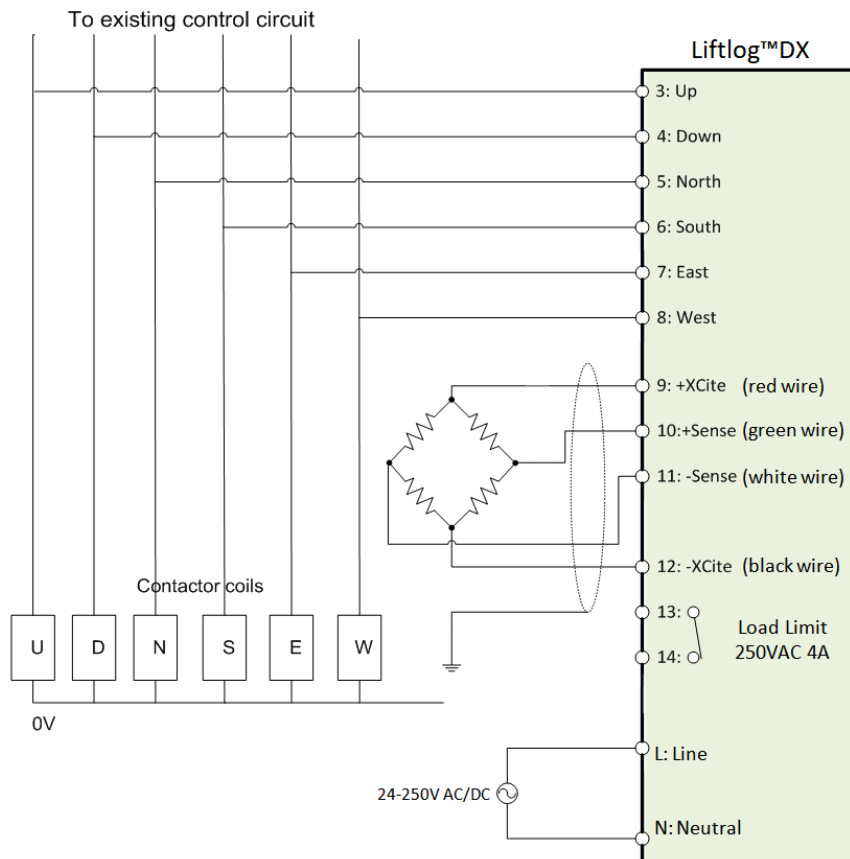 To existing control circuit
Liftlog™DX
3: Up
4: Down
5: North
6: South
7: East
8: West
9: +XCite (red wire)
10:+Sense (green wire)
11: -Sense (white wire)
12: -XCite (black wire)
Contactor coils
13:
14:
Load Limit
250VAC 4A
U D N S E W
0V
L: Line
24-250V AC/DC
N: Neutral